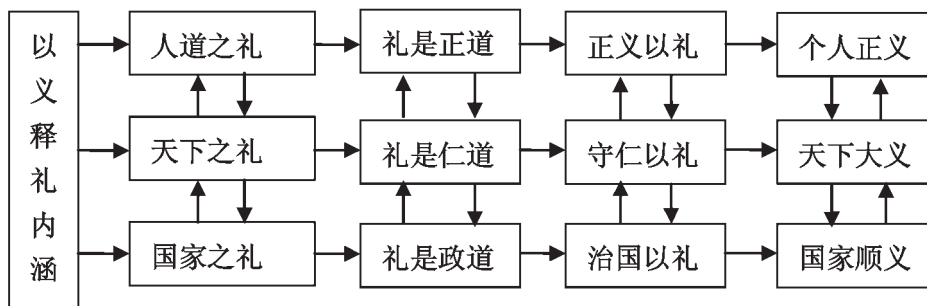 以义释礼内涵
人道之礼 礼是正道 正义以礼 个人正义
天下之礼 礼是仁道 守仁以礼 天下大义
国家之礼 礼是政道 治国以礼 国家顺义